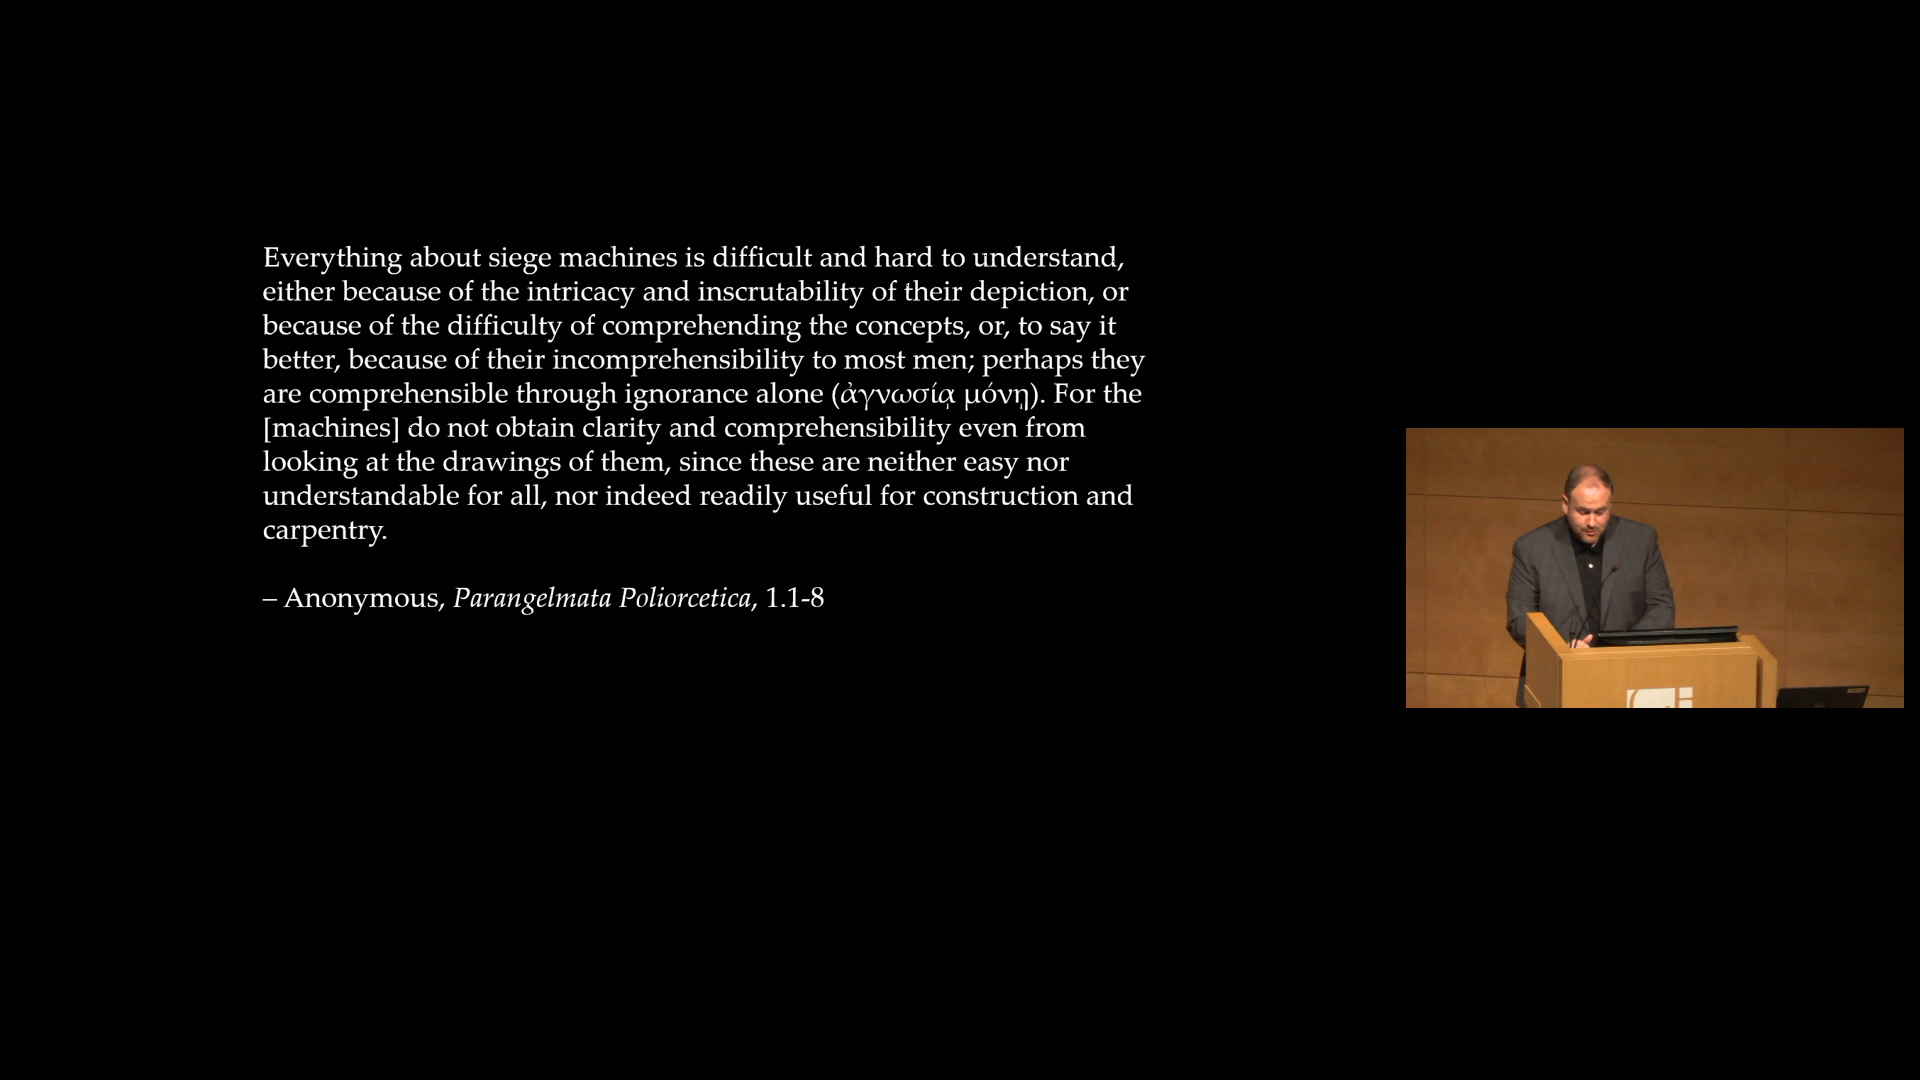 Everything about siege machines is difficult and hard to understand,
either because of the intricacy and inscrutability of their depiction, or
because of the difficulty of comprehending the concepts, or, to say it
better, because of their incomprehensibility to most men; perhaps they
are comprehensible through ignorance alone (ἀγνωσίᾳ μόνῃ). For the
[machines] do not obtain clarity and comprehensibility even from
looking at the drawings of them, since these are neither easy nor
understandable for all, nor indeed readily useful for construction and
carpentry.
– Anonymous, Parangelmata Poliorcetica, 1.1-8